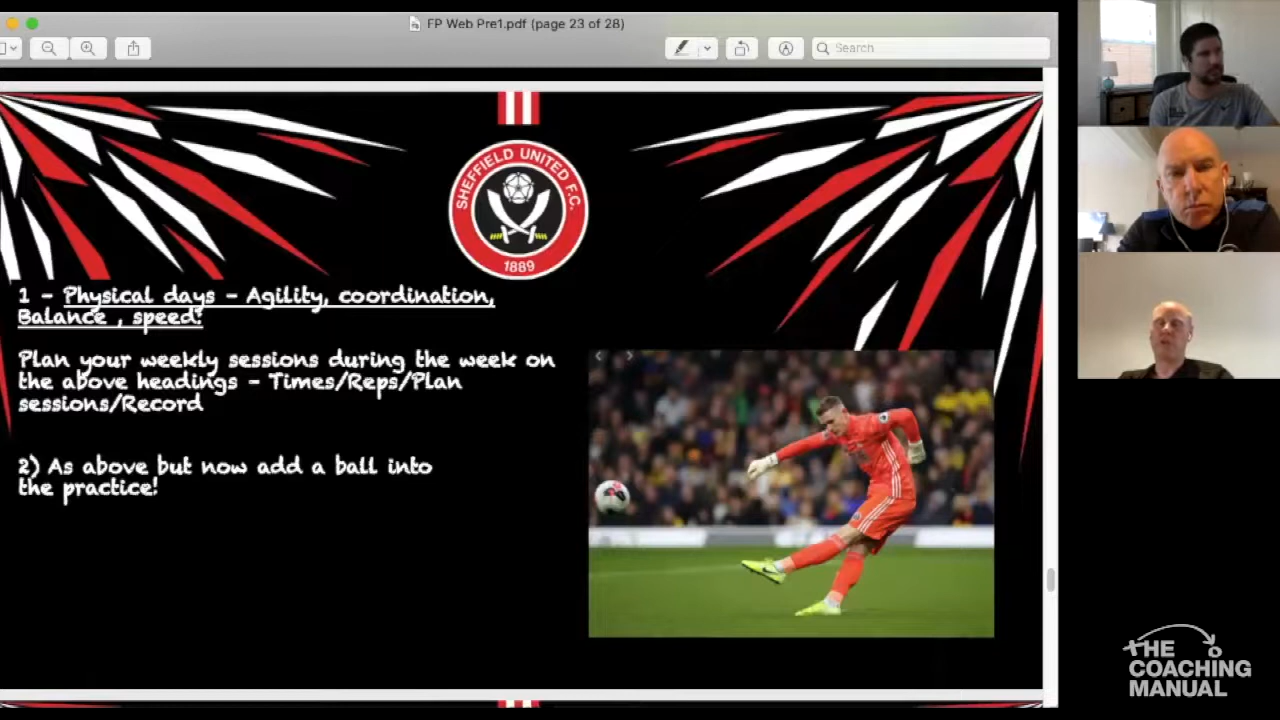 FP Web Pre1.pdf (page 23 of 28)
Search
SHEFFIELD UNITED F.C.
1889
1 - Physical days - Agility, coordination,
Balance , speed!
Plan your weekly sessions during the week on
the above headings - Times/Reps/Plan
sessions/Record
2) As above but now add a ball into
the practice!
THE
COACHING
MANUAL